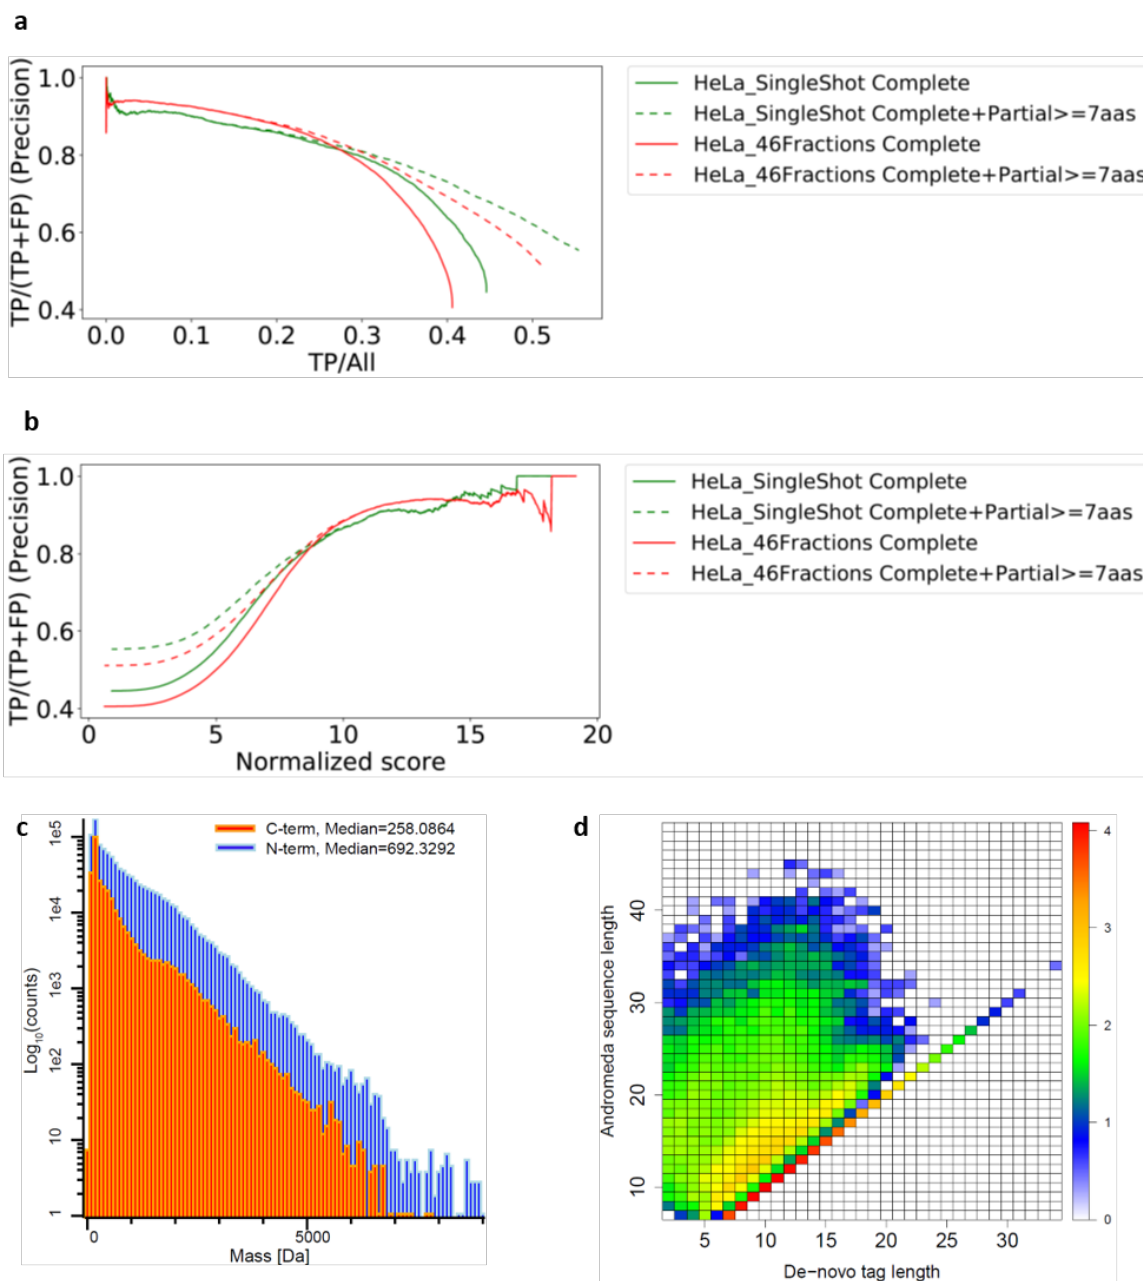 a
TP/(TP+FP) (Precision)
1.0
0.8
0.6
0.4
0.0 0.1 0.2 0.3 0.4 0.5
TP/All
HeLa_SingleShot Complete
HeLa_SingleShot Complete+Partial>=7aas
HeLa_46Fractions Complete
HeLa_46Fractions Complete+Partial>=7aas
b
TP/(TP+FP) (Precision)
1.0
0.8
0.6
0.4
0 5 10 15 20
Normalized score
HeLa_SingleShot Complete
HeLa_SingleShot Complete+Partial>=7aas
HeLa_46Fractions Complete
HeLa_46Fractions Complete+Partial>=7aas
c
C-term, Median=258.0864
N-term, Median=692.3292
Log10(counts)
1e5
1e4
1e3
1e2
10
1
0 5000
Mass [Da]
d
Andromeda sequence length
40
30
20
10
5 10 15 20 25 30
De-novo tag length
4
3
2
1
0